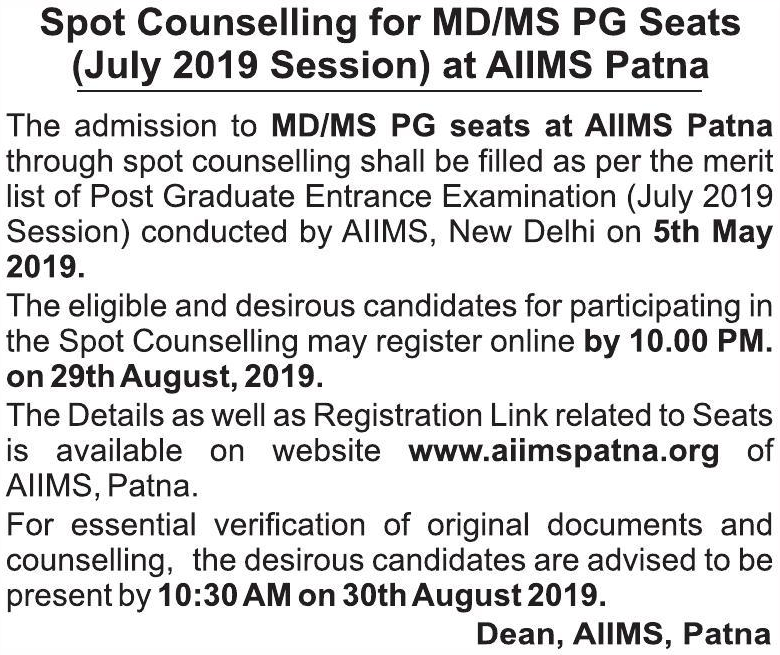 Spot Counselling for MD/MS PG Seats
(July 2019 Session) at AIIMS Patna
The admission to MD/MS PG seats at AIIMS Patna
through spot counselling shall be filled as per the merit
list of Post Graduate Entrance Examination (July 2019
Session) conducted by AIIMS, New Delhi on 5th May
2019.
The eligible and desirous candidates for participating in
the Spot Counselling may register online by 10.00 PM.
on 29th August, 2019.
The Details as well as Registration Link related to Seats
is available on website www.aiimspatna.org of
AIIMS, Patna.
For essential verification of original documents and
counselling, the desirous candidates are advised to be
present by 10:30 AM on 30th August 2019.
Dean, AIIMS, Patna